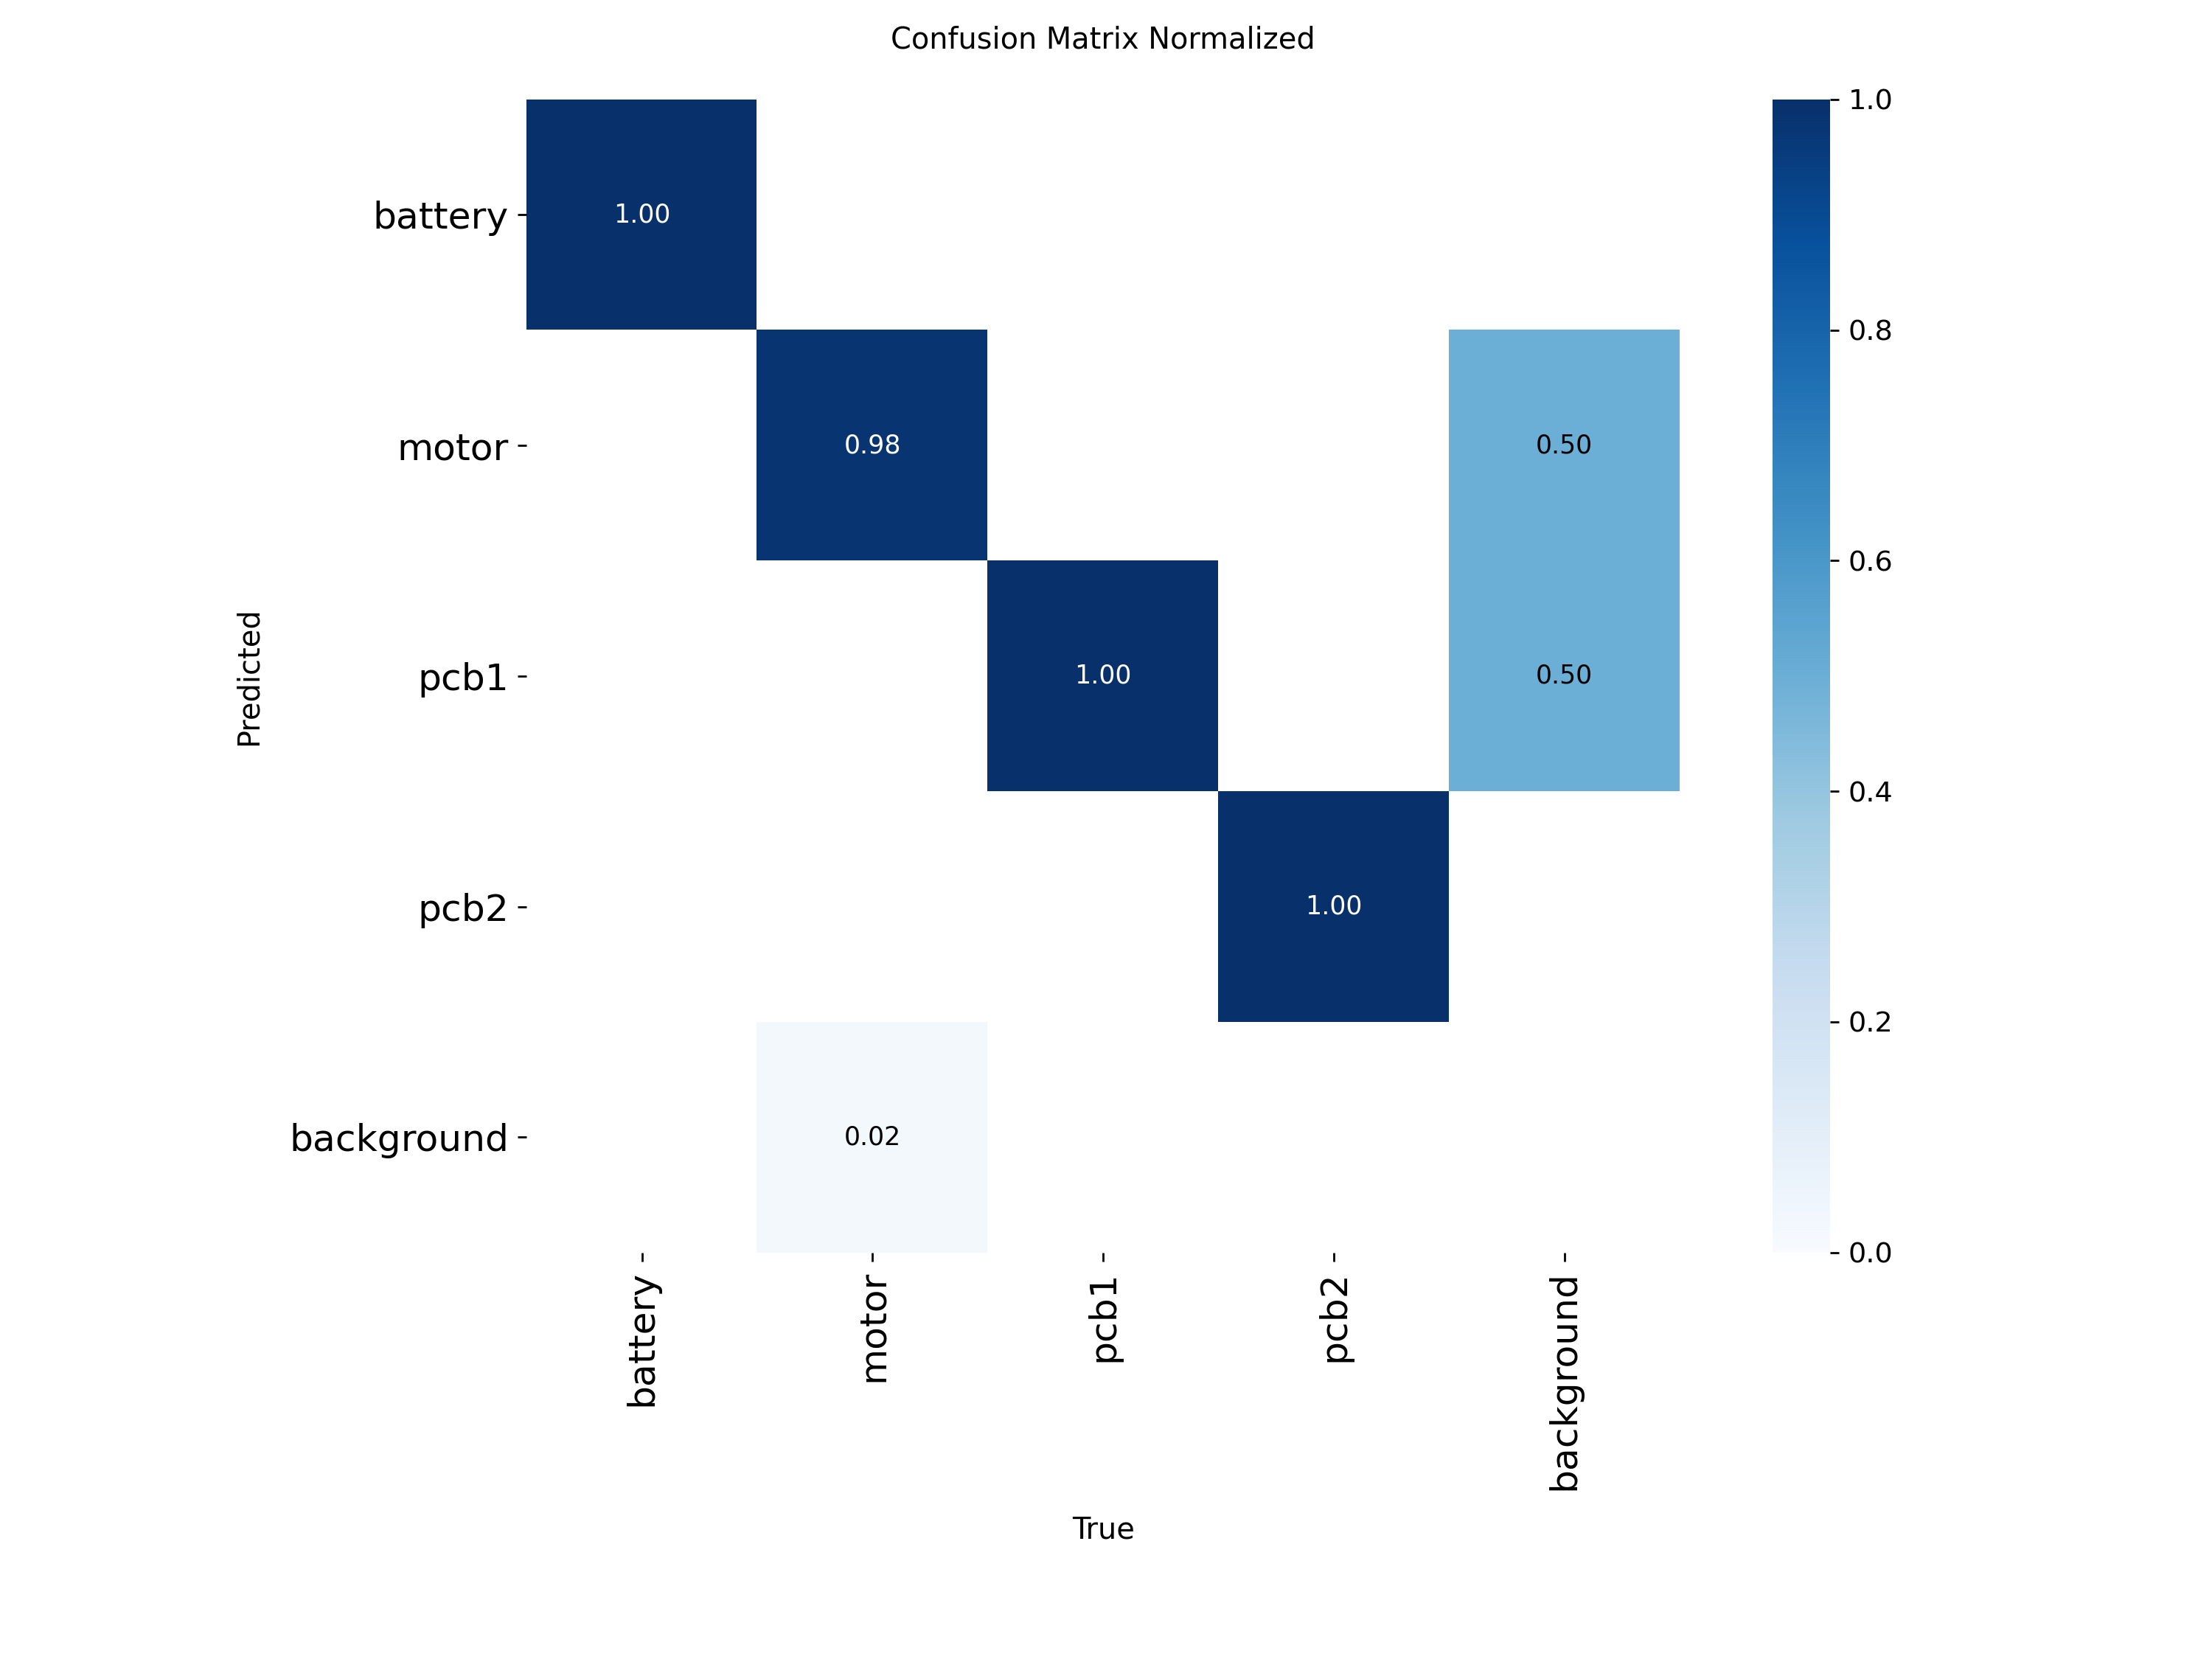 Confusion Matrix Normalized
1.0
battery
1.00
0.8
motor
0.98
0.50
0.6
Predicted
pcb1
1.00
0.50
0.4
pcb2
1.00
0.2
background
0.02
0.0
battery
motor
pcb1
pcb2
background
True